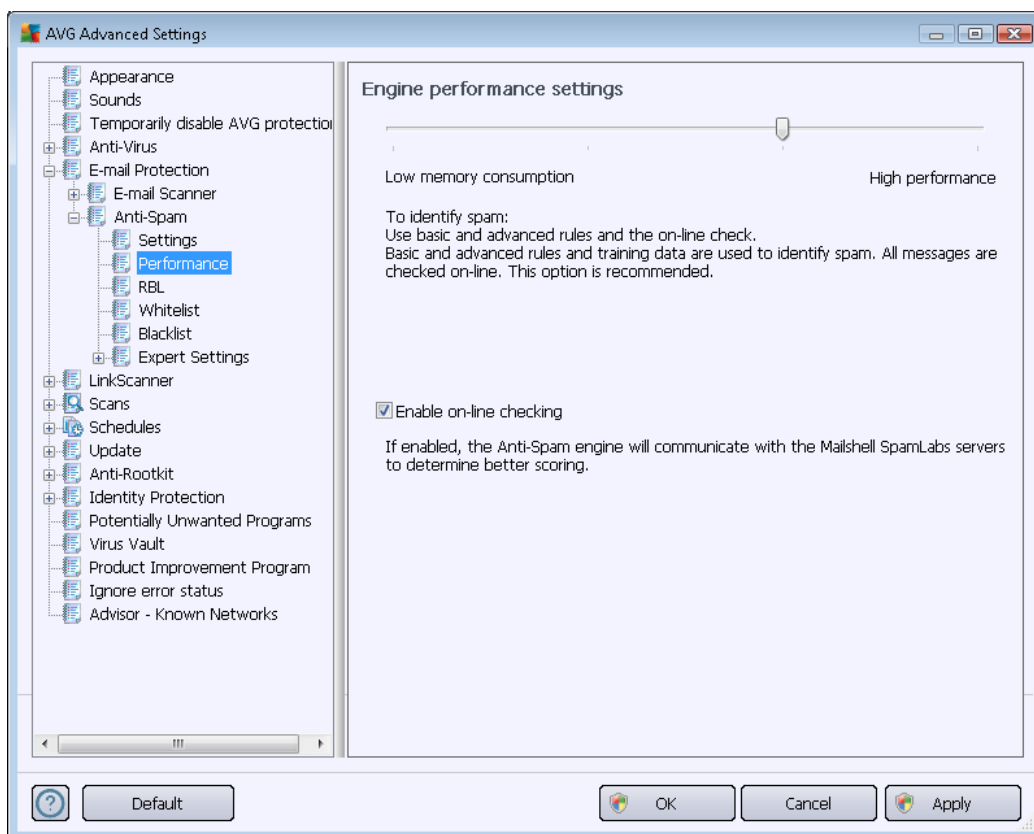 AVG Advanced Settings
Appearance
Sounds
Temporarily disable AVG protection
Anti-Virus
E-mail Protection
E-mail Scanner
Anti-Spam
Settings
Performance
RBL
Whitelist
Blacklist
Expert Settings
LinkScanner
Scans
Schedules
Update
Anti-Rootkit
Identity Protection
Potentially Unwanted Programs
Virus Vault
Product Improvement Program
Ignore error status
Advisor - Known Networks
Engine performance settings
Low memory consumption High performance
To identify spam:
Use basic and advanced rules and the on-line check.
Basic and advanced rules and training data are used to identify spam. All messages are
checked on-line. This option is recommended.
Enable on-line checking
If enabled, the Anti-Spam engine will communicate with the Mailshell SpamLabs servers
to determine better scoring.
? Default OK Cancel Apply